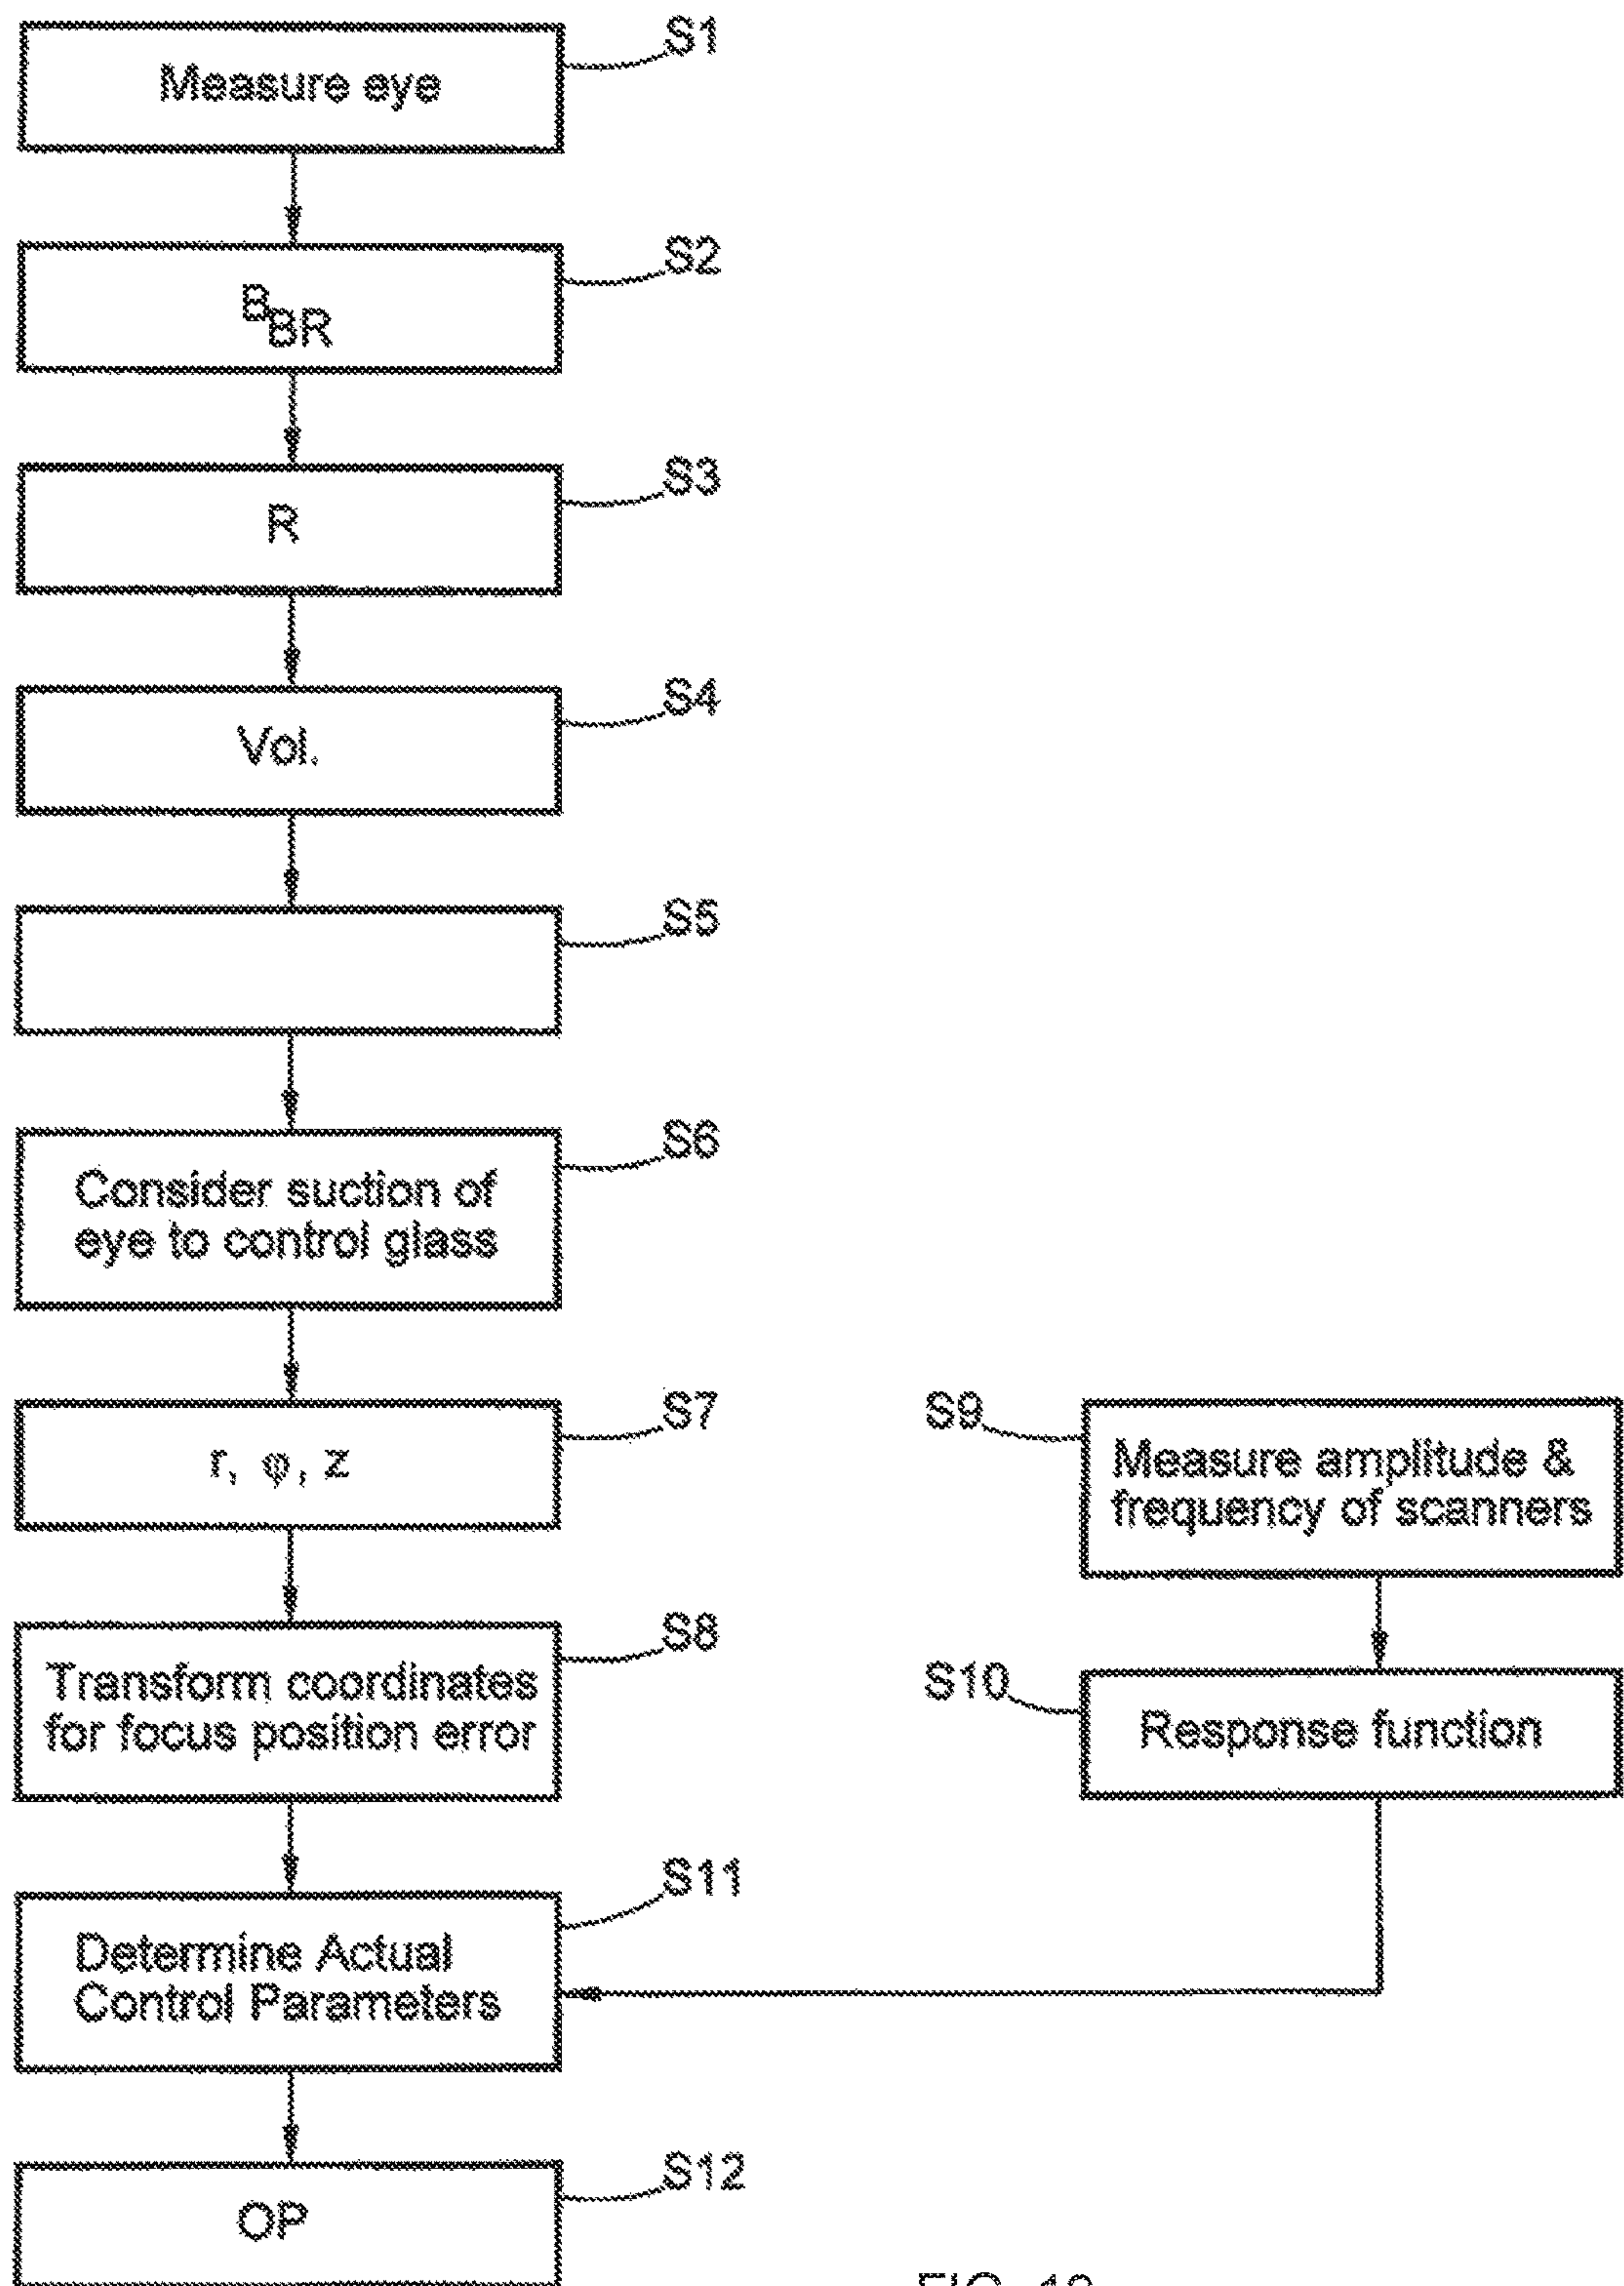 Measure eye
S1
B_BR
S2
R
S3
Vol.
S4
S5
Consider suction of
eye to control glass
S6
r, φ, z
S7
Transform coordinates
for focus position error
S8
S9
Measure amplitude &
frequency of scanners
S10
Response function
Determine Actual
Control Parameters
S11
OP
S12